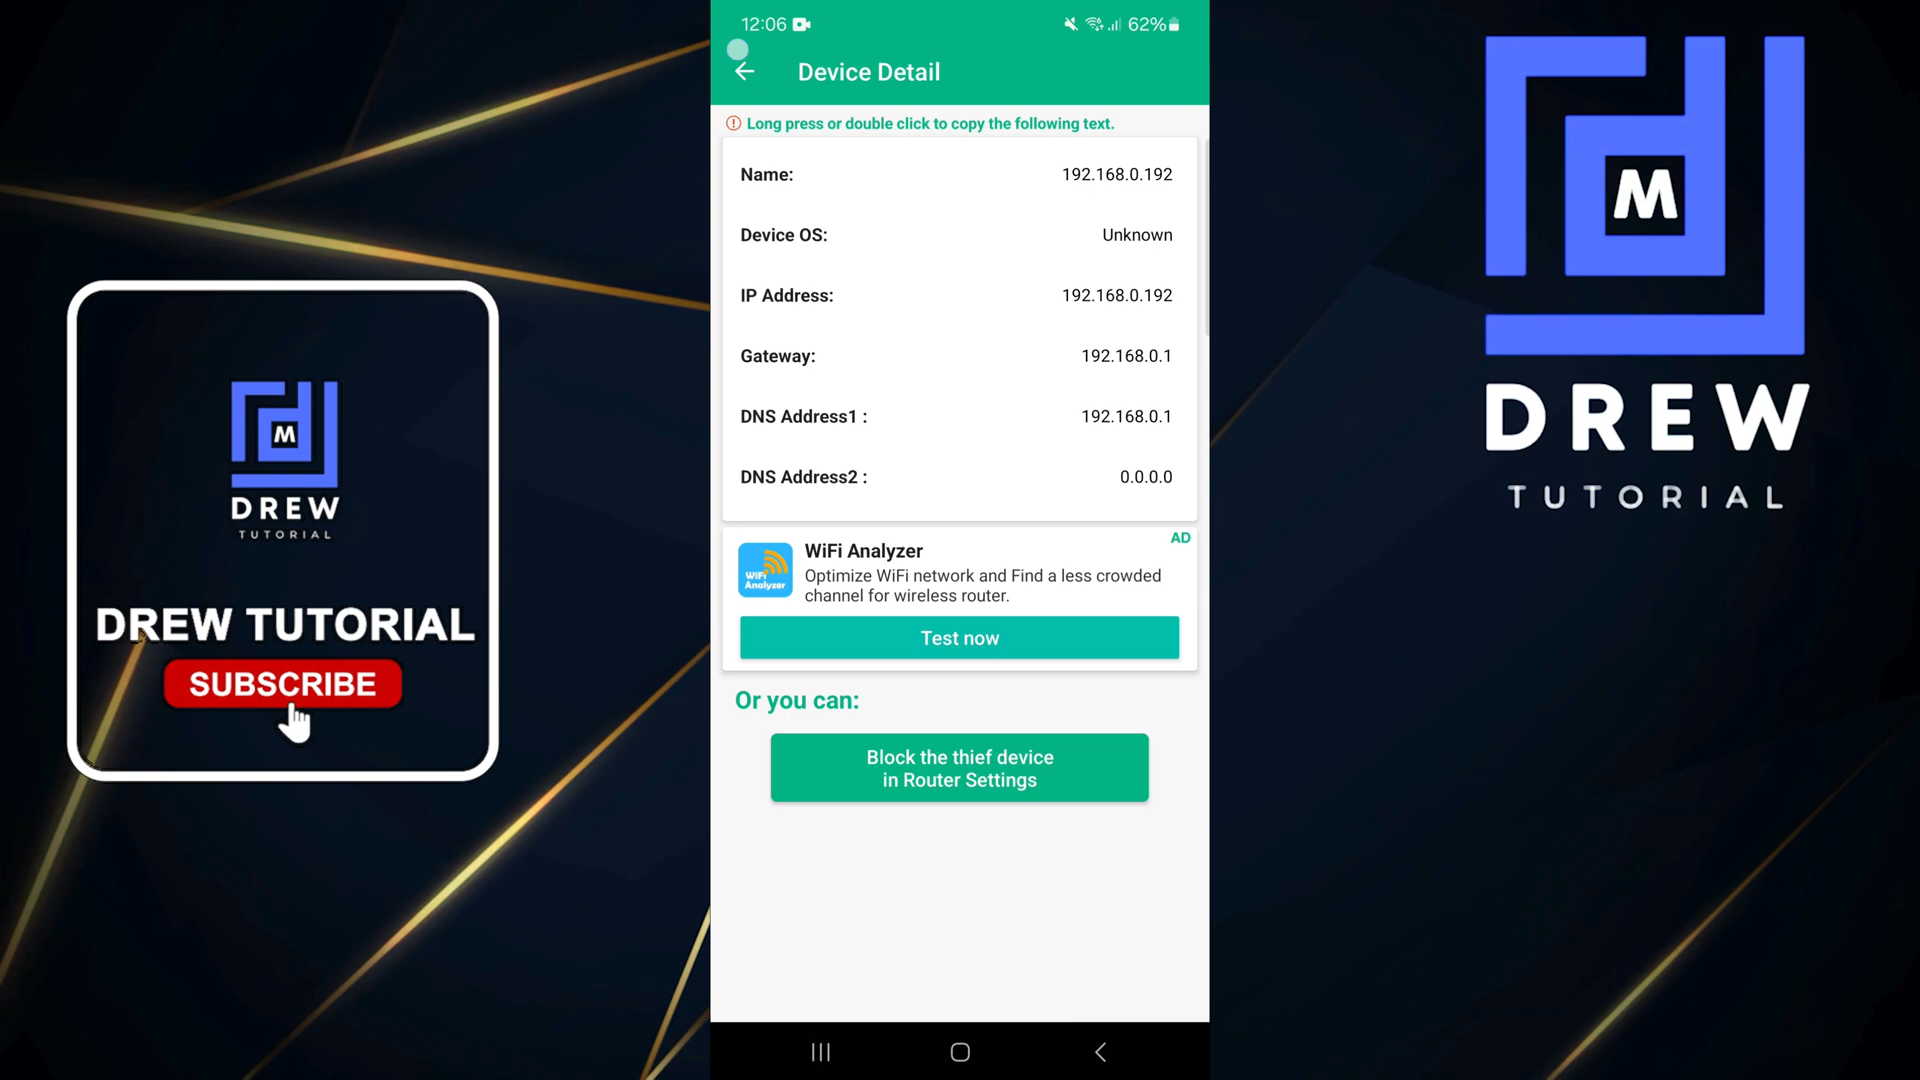 12:06
62%
Device Detail
Long press or double click to copy the following text.
Name: 192.168.0.192
Device OS: Unknown
IP Address: 192.168.0.192
Gateway: 192.168.0.1
DNS Address1 : 192.168.0.1
DNS Address2 : 0.0.0.0
AD
WiFi Analyzer
WiFi
Analyzer
Optimize WiFi network and Find a less crowded
channel for wireless router.
Test now
Or you can:
Block the thief device
in Router Settings
M
DREW
TUTORIAL
DREW TUTORIAL
SUBSCRIBE
M
DREW
TUTORIAL